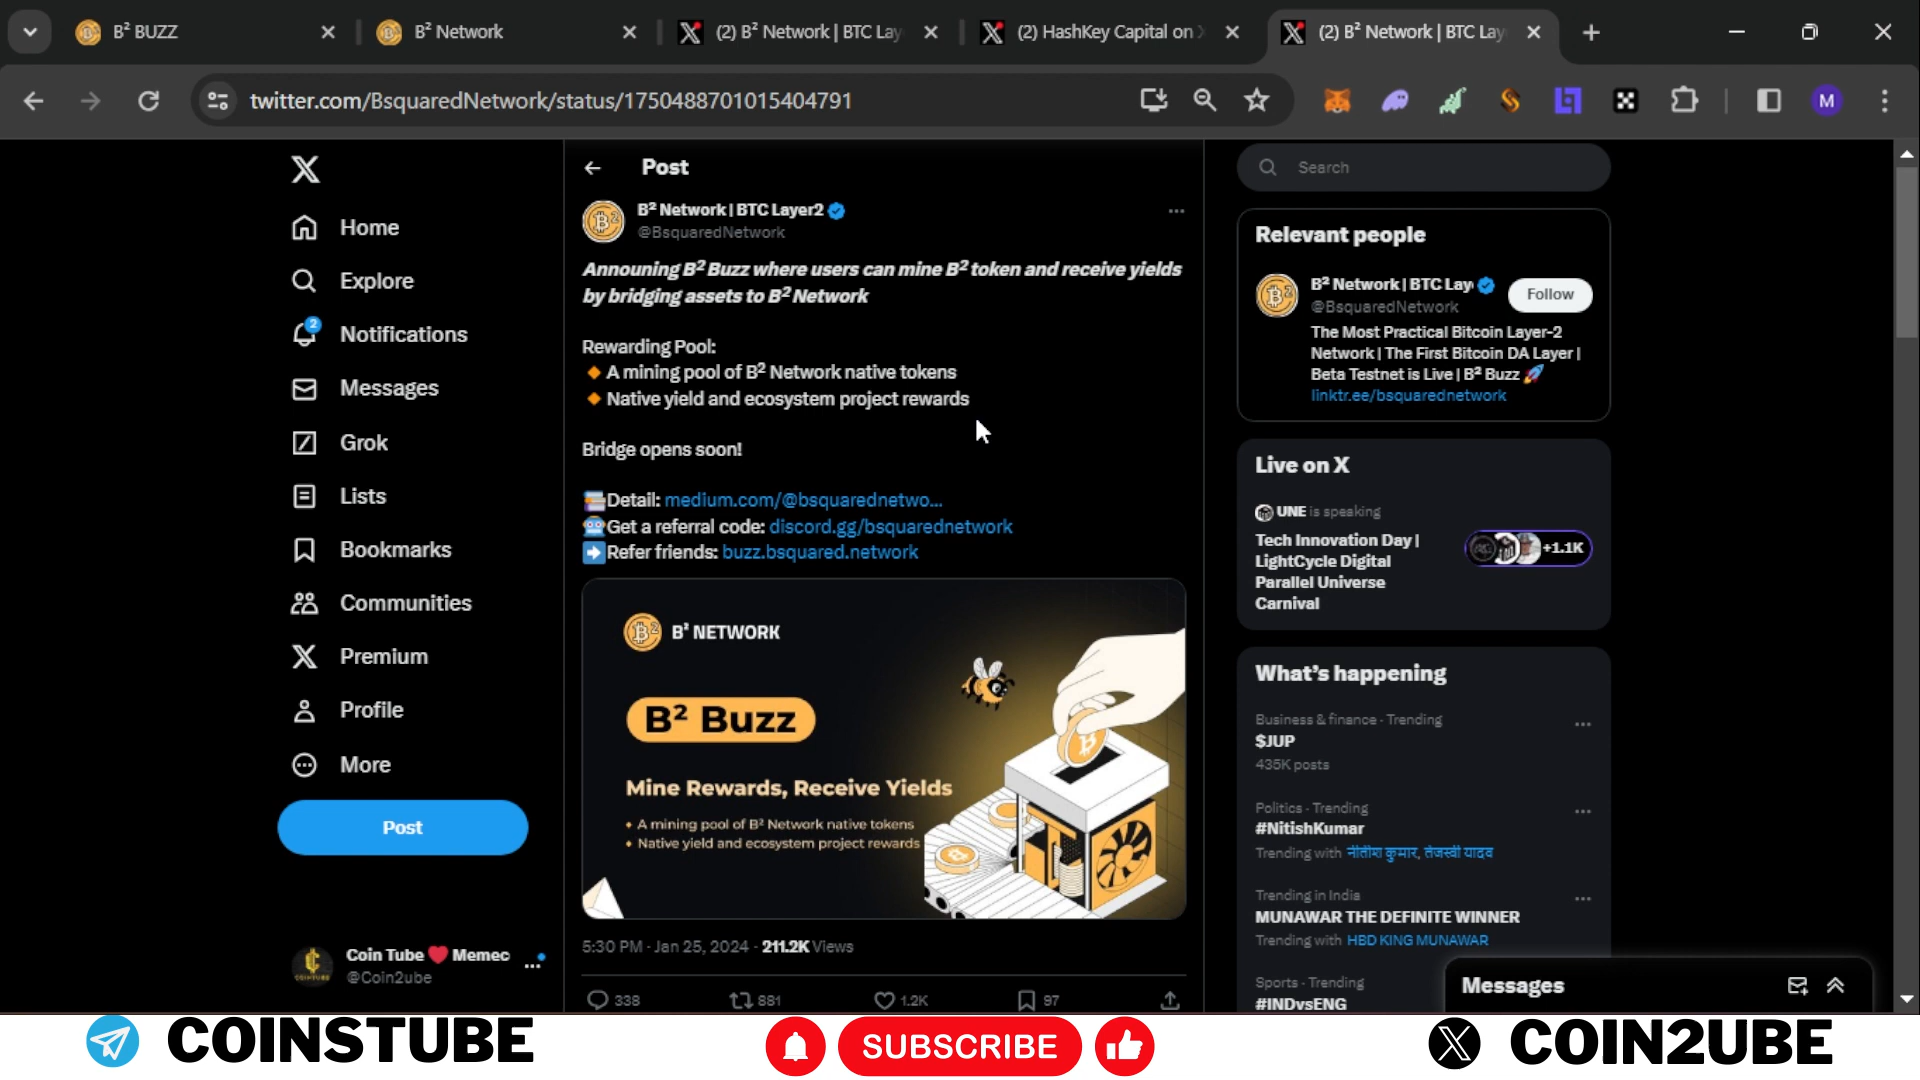 B² BUZZ
B² Network
(2) B² Network | BTC Lay
(2) HashKey Capital on X
(2) B² Network | BTC Lay
twitter.com/BsquaredNetwork/status/1750488701015404791
M
Home
Explore
2
Notifications
Messages
Grok
Lists
Bookmarks
Communities
Premium
Profile
More
Post
Coin Tube ❤️ Memec
@Coin2ube
Post
B² Network | BTC Layer2
@BsquaredNetwork
Announing B² Buzz where users can mine B² token and receive yields
by bridging assets to B² Network
Rewarding Pool:
🔸A mining pool of B² Network native tokens
🔸Native yield and ecosystem project rewards
Bridge opens soon!
📚Detail: medium.com/@bsquarednetwo...
🤖Get a referral code: discord.gg/bsquarednetwork
➡️Refer friends: buzz.bsquared.network
B² NETWORK
B² Buzz
Mine Rewards, Receive Yields
• A mining pool of B² Network native tokens
• Native yield and ecosystem project rewards
5:30 PM · Jan 25, 2024 · 211.2K Views
338
881
1.2K
97
Search
Relevant people
B² Network | BTC Lay
@BsquaredNetwork
Follow
The Most Practical Bitcoin Layer-2
Network | The First Bitcoin DA Layer |
Beta Testnet is Live | B² Buzz 🚀
linktr.ee/bsquarednetwork
Live on X
UNE is speaking
Tech Innovation Day |
LightCycle Digital
Parallel Universe
Carnival
+1.1K
What's happening
Business & finance · Trending
$JUP
435K posts
Politics · Trending
#NitishKumar
Trending with नीतीश कुमार, तेजस्वी यादव
Trending in India
MUNAWAR THE DEFINITE WINNER
Trending with HBD KING MUNAWAR
Sports · Trending
#INDvsENG
Messages
COINSTUBE
SUBSCRIBE
COIN2UBE